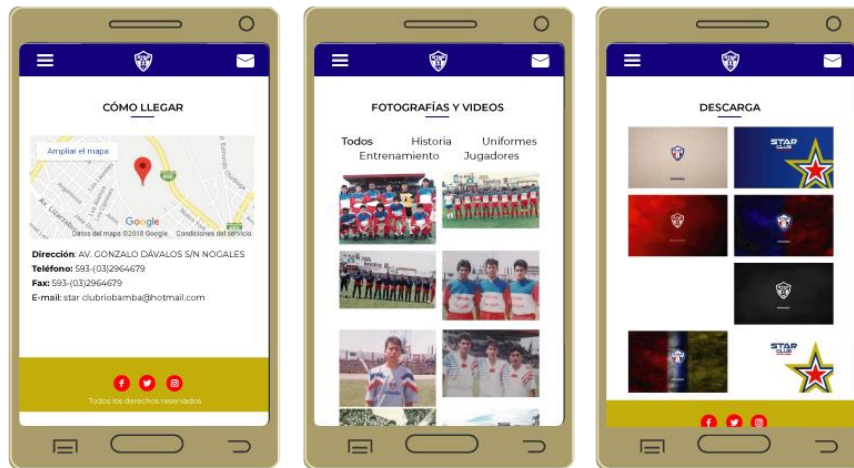 CÓMO LLEGAR
Ampliar el mapa
Av. Lizarzab
Google
Datos del mapa ©2018 Google Condiciones del servicio
Dirección: AV. GONZALO DÁVALOS S/N NOGALES
Teléfono: 593-(03)2964679
Fax: 593-(03)2964679
E-mail: star clubriobamba@hotmail.com
Todos los derechos reservados
FOTOGRAFÍAS Y VIDEOS
Todos Historia Uniformes
Entrenamiento Jugadores
DESCARGA
STAR
CLUB
STAR
CLUB